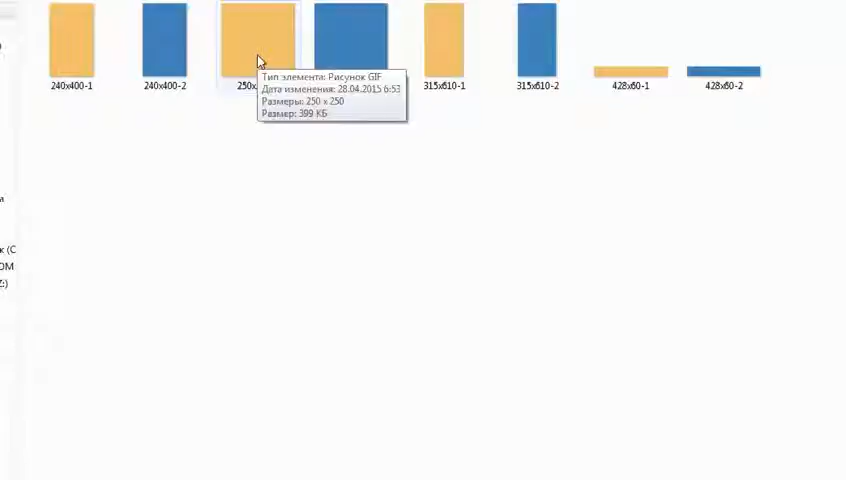 240x400-1
240x400-2
250x
315x610-1
315x610-2
428x60-1
428x60-2
Тип элемента: Рисунок GIF
Дата изменения: 28.04.2015 6:53
Размеры: 250 x 250
Размер: 399 КБ
а
к (C
OM
Z:)